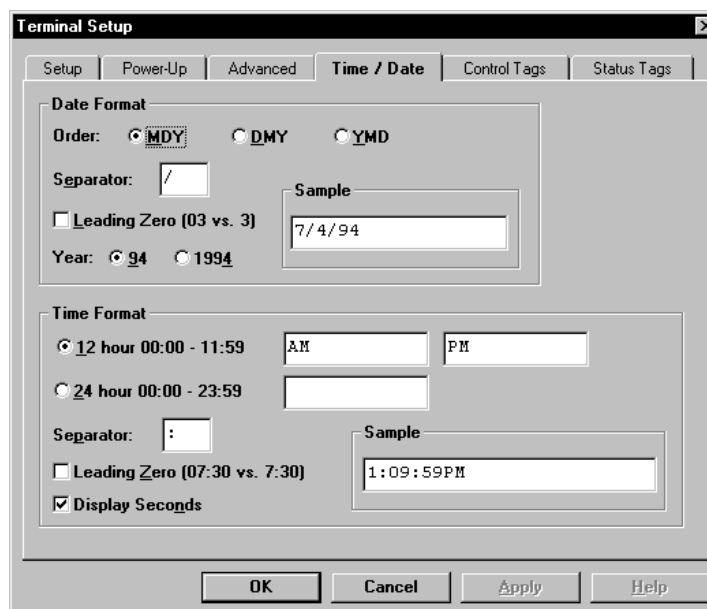 Terminal Setup
Setup Power-Up Advanced Time / Date Control Tags Status Tags
Date Format
Order: MDY DMY YMD
Separator: /
Sample
Leading Zero (03 vs. 3)
7/4/94
Year: 94 1994
Time Format
12 hour 00:00 - 11:59 AM PM
24 hour 00:00 - 23:59
Separator: :
Sample
Leading Zero (07:30 vs. 7:30)
1:09:59PM
Display Seconds
OK Cancel Apply Help